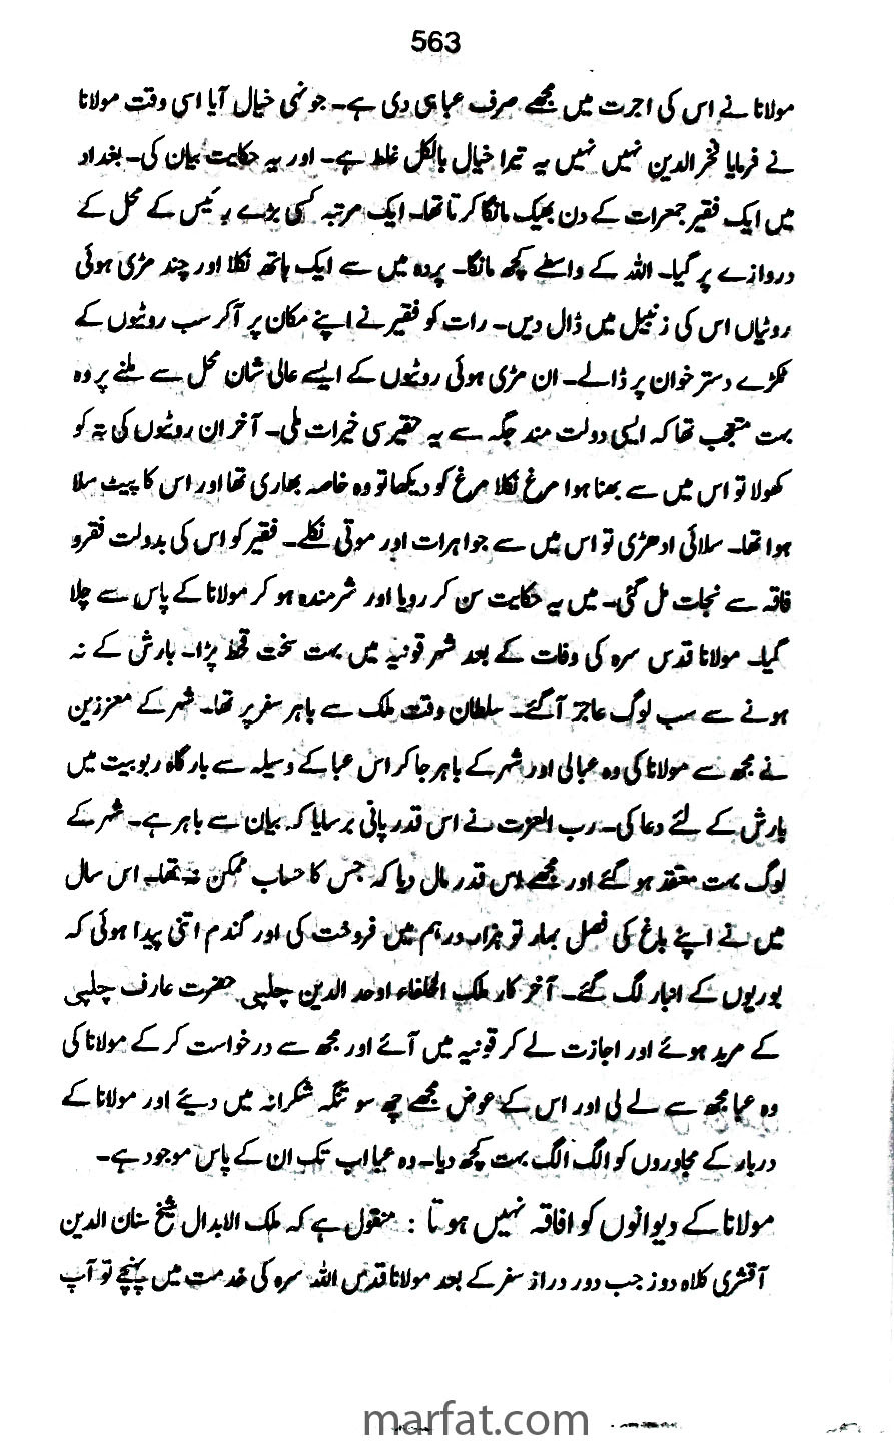 563
مولانا نے اس کی اجرت میں مجھے صرف عبا ہی دی ہے۔ جونہی خیال آیا اسی وقت مولانا
نے فرمایا فخر الدین نہیں نہیں یہ تیرا خیال بالکل غلط ہے۔ اور یہ حکایت بیان کی۔ بغداد
میں ایک فقیر جمعرات کے دن بھیک مانگا کرتا تھا۔ ایک مرتبہ کسی بڑے رئیس کے محل کے
دروازے پر گیا۔ اللہ کے واسطے کچھ مانگا۔ پردہ میں سے ایک ہاتھ نکلا اور چند مڑی ہوئی
روٹیاں اس کی زنبیل میں ڈال دیں۔ رات کو فقیر نے اپنے مکان پر آکر سب روٹیوں کے
ٹکڑے دستر خوان پر ڈالے۔ ان مڑی ہوئی روٹیوں کے ایسے عالی شان محل سے ملنے پر وہ
بہت متعجب تھا کہ ایسی دولت مند جگہ سے یہ حقیر سی خیرات ملی۔ آخر ان روٹیوں کی تہ کو
کھولا تو اس میں سے بھنا ہوا مرغ نکلا مرغ کو دیکھا تو وہ خاصہ بھاری تھا اور اس کا پیٹ سلا
ہوا تھا۔ سلائی ادھڑی تو اس میں سے جواہرات اور موتی نکلے۔ فقیر کو اس کی بدولت فقرو
فاقہ سے نجات مل گئی۔ میں یہ حکایت سن کر رویا اور شرمندہ ہو کر مولانا کے پاس سے چلا
گیا۔ مولانا قدس سرہ کی وفات کے بعد شہر قونیہ میں بہت سخت قحط پڑا۔ بارش کے نہ
ہونے سے سب لوگ عاجز آگئے۔ سلطان وقت ملک سے باہر سفر پر تھا۔ شہر کے معززین
نے مجھ سے مولانا کی وہ عبا لی اور شہر کے باہر جا کر اس عبا کے وسیلہ سے بارگاہ ربوبیت میں
بارش کے لئے دعا کی۔ رب العزت نے اس قدر پانی برسایا کہ بیان سے باہر ہے۔ شہر کے
لوگ بہت معتقد ہو گئے اور مجھے اس قدر مال دیا کہ جس کا حساب ممکن نہ تھا۔ اس سال
میں نے اپنے باغ کی فصل بہار تو ہزار درہم میں فروخت کی اور گندم اتنی پیدا ہوئی کہ
بوریوں کے انبار لگ گئے۔ آخر کار ملک الخلفاء اوحد الدین چلپی حضرت عارف چلپی
کے مرید ہوئے اور اجازت لے کر قونیہ میں آئے اور مجھ سے درخواست کر کے مولانا کی
وہ عبا مجھ سے لے لی اور اس کے عوض مجھے چھ سو تنگہ شکرانہ میں دیئے اور مولانا کے
دربار کے مجاوروں کو الگ الگ بہت کچھ دیا۔ وہ عبا اب تک ان کے پاس موجود ہے۔
مولانا کے دیوانوں کو افاقہ نہیں ہوتا : منقول ہے کہ ملک الابدال شیخ سنان الدین
آقشری کلاہ دوز جب دور دراز سفر کے بعد مولانا قدس اللہ سرہ کی خدمت میں پہنچے تو آپ
marfat.com